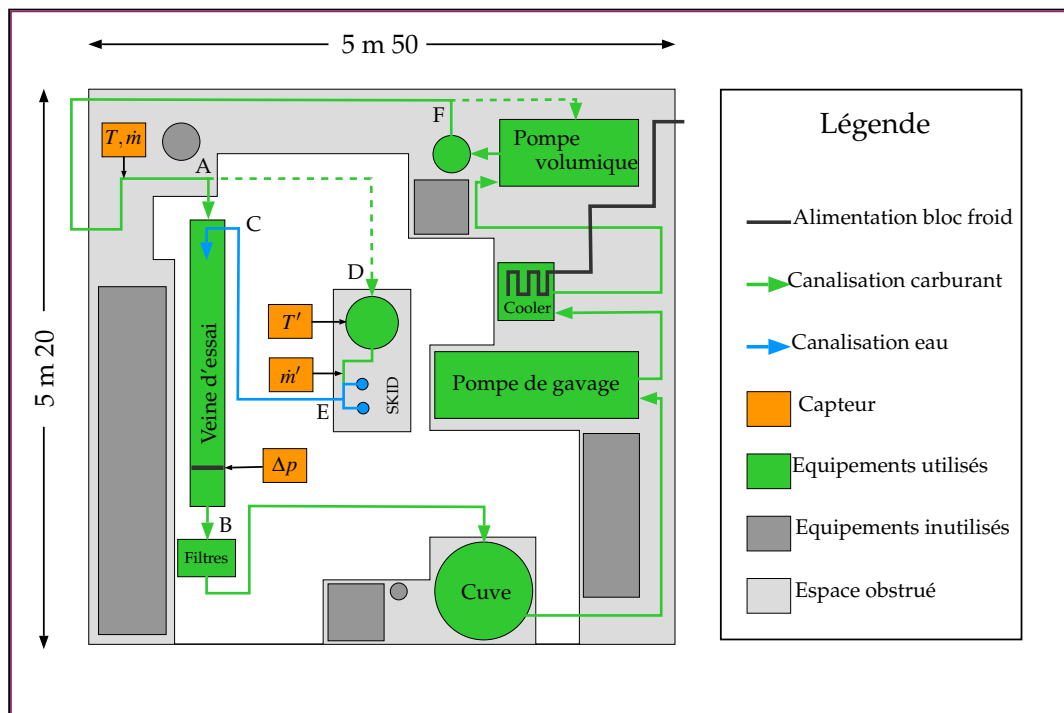 5 m 50
5 m 20
F
T, ṁ
Pompe
volumique
A
C
D
Cooler
T′
Veine d'essai
ṁ′
Pompe de gavage
SKID
E
Δp
B
Filtres
Cuve
Légende
Alimentation bloc froid
Canalisation carburant
Canalisation eau
Capteur
Equipements utilisés
Equipements inutilisés
Espace obstrué